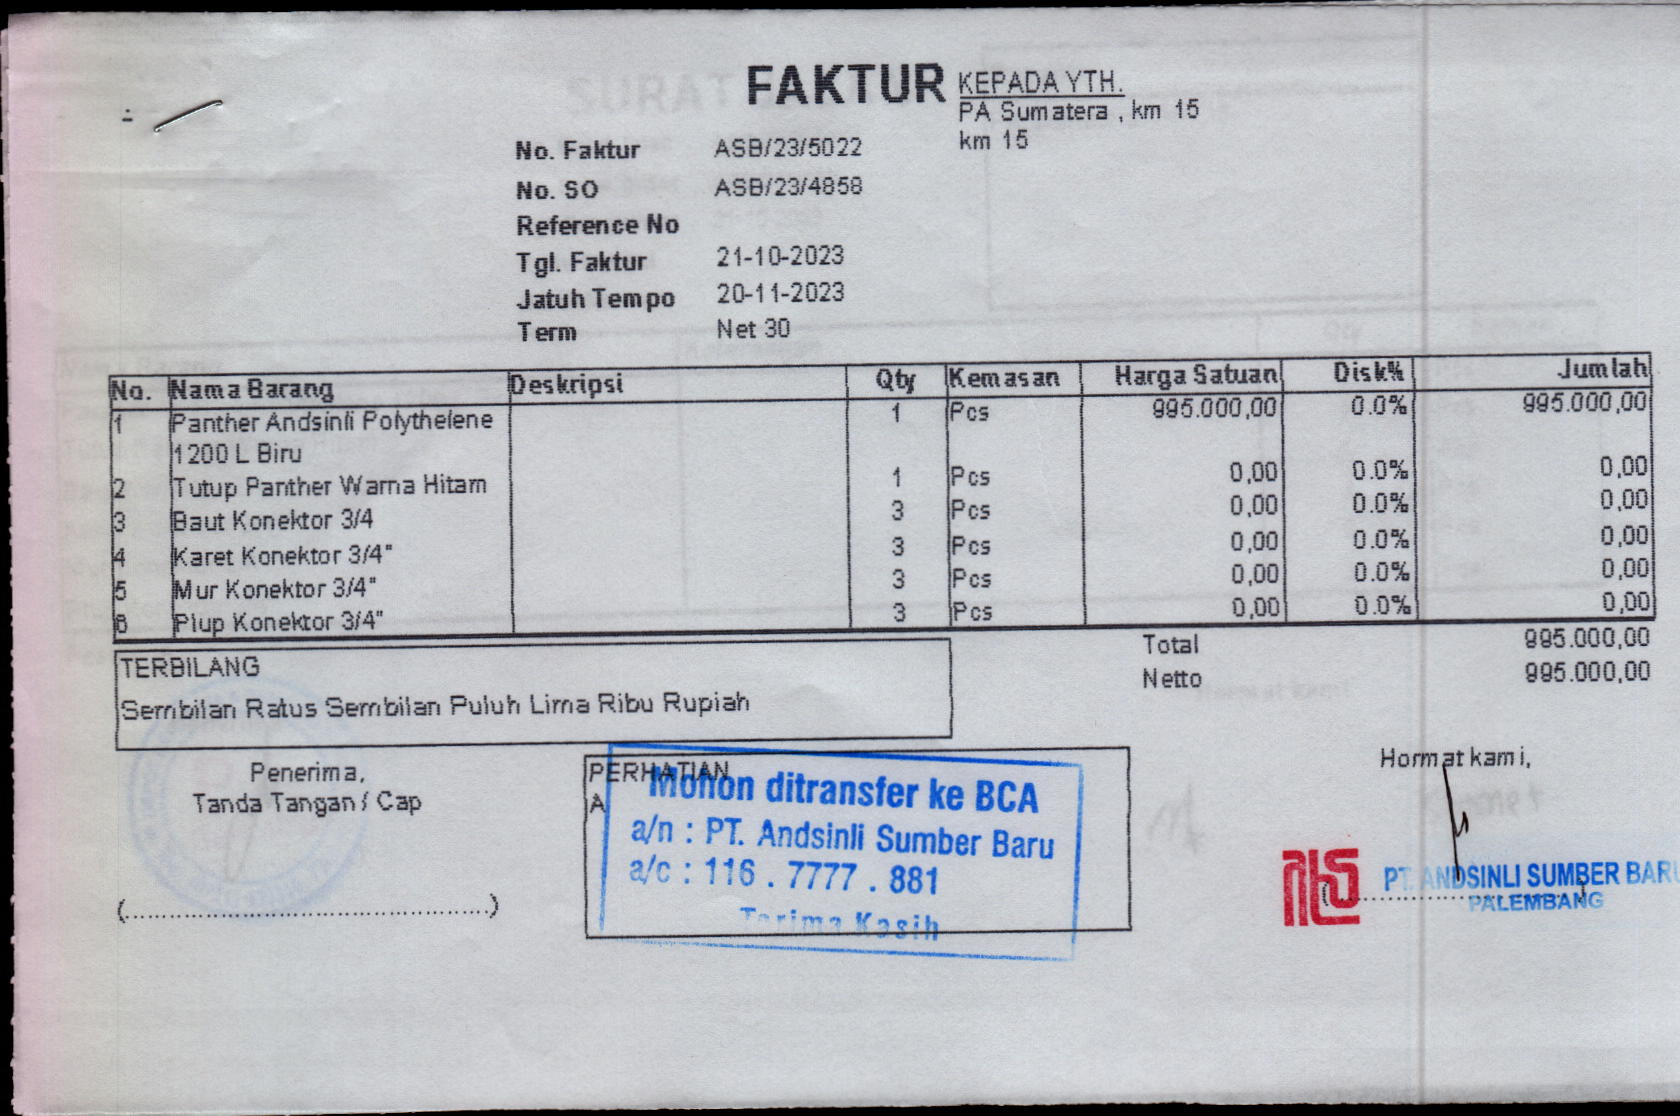 FAKTUR
KEPADA YTH.
PA Sumatera , km 15
km 15
No. Faktur ASB/23/5022
No. SO ASB/23/4858
Reference No
Tgl. Faktur 21-10-2023
Jatuh Tempo 20-11-2023
Term Net 30
No. Nama Barang Deskripsi Qty Kemasan Harga Satuan Disk% Jumlah
1 Panther Andsinli Polythelene 1 Pcs 995.000,00 0.0% 995.000,00
1200 L Biru
2 Tutup Panther Warna Hitam 1 Pcs 0,00 0.0% 0,00
3 Baut Konektor 3/4 3 Pcs 0,00 0.0% 0,00
4 Karet Konektor 3/4" 3 Pcs 0,00 0.0% 0,00
5 Mur Konektor 3/4" 3 Pcs 0,00 0.0% 0,00
6 Plup Konektor 3/4" 3 Pcs 0,00 0.0% 0,00
Total 995.000,00
Netto 995.000,00
TERBILANG
Sembilan Ratus Sembilan Puluh Lima Ribu Rupiah
Penerima,
Tanda Tangan / Cap
(............................................)
PERHATIAN
A
Mohon ditransfer ke BCA
a/n : PT. Andsinli Sumber Baru
a/c : 116 . 7777 . 881
Terima Kasih
Hormat kami,
PT. ANDSINLI SUMBER BARU
PALEMBANG